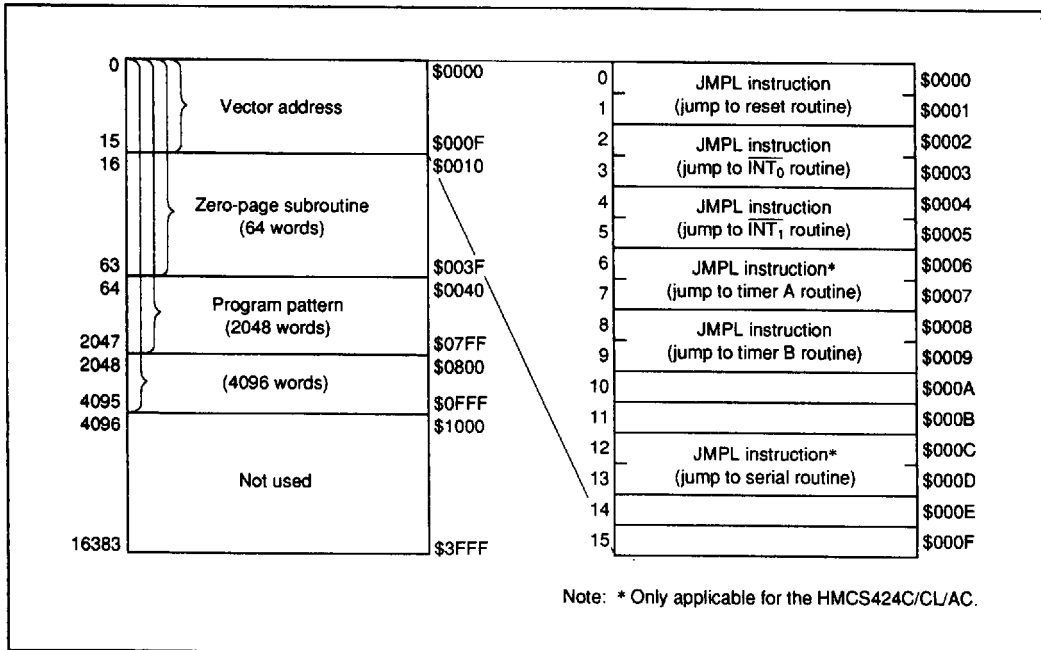 0 $0000
Vector address
15 $000F
16 $0010
Zero-page subroutine
(64 words)
63 $003F
64 $0040
Program pattern
(2048 words)
2047 $07FF
2048 $0800
(4096 words)
4095 $0FFF
4096 $1000
Not used
16383 $3FFF
0 JMPL instruction $0000
1 (jump to reset routine) $0001
2 JMPL instruction $0002
3 (jump to I̅N̅T̅₀̅ routine) $0003
4 JMPL instruction $0004
5 (jump to I̅N̅T̅₁̅ routine) $0005
6 JMPL instruction* $0006
7 (jump to timer A routine) $0007
8 JMPL instruction $0008
9 (jump to timer B routine) $0009
10 $000A
11 $000B
12 JMPL instruction* $000C
13 (jump to serial routine) $000D
14 $000E
15 $000F
Note: * Only applicable for the HMCS424C/CL/AC.